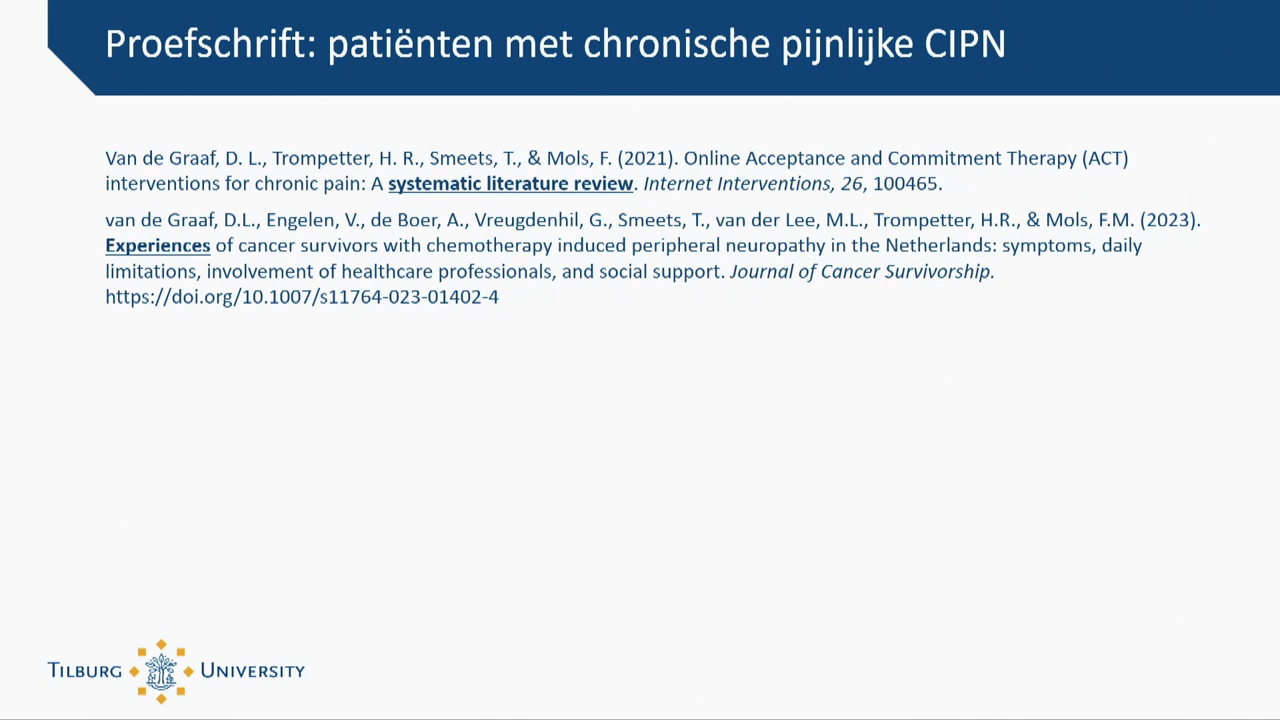 Proefschrift: patiënten met chronische pijnlijke CIPN
Van de Graaf, D. L., Trompetter, H. R., Smeets, T., & Mols, F. (2021). Online Acceptance and Commitment Therapy (ACT)
interventions for chronic pain: A systematic literature review. Internet Interventions, 26, 100465.
van de Graaf, D.L., Engelen, V., de Boer, A., Vreugdenhil, G., Smeets, T., van der Lee, M.L., Trompetter, H.R., & Mols, F.M. (2023).
Experiences of cancer survivors with chemotherapy induced peripheral neuropathy in the Netherlands: symptoms, daily
limitations, involvement of healthcare professionals, and social support. Journal of Cancer Survivorship.
https://doi.org/10.1007/s11764-023-01402-4
TILBURG UNIVERSITY